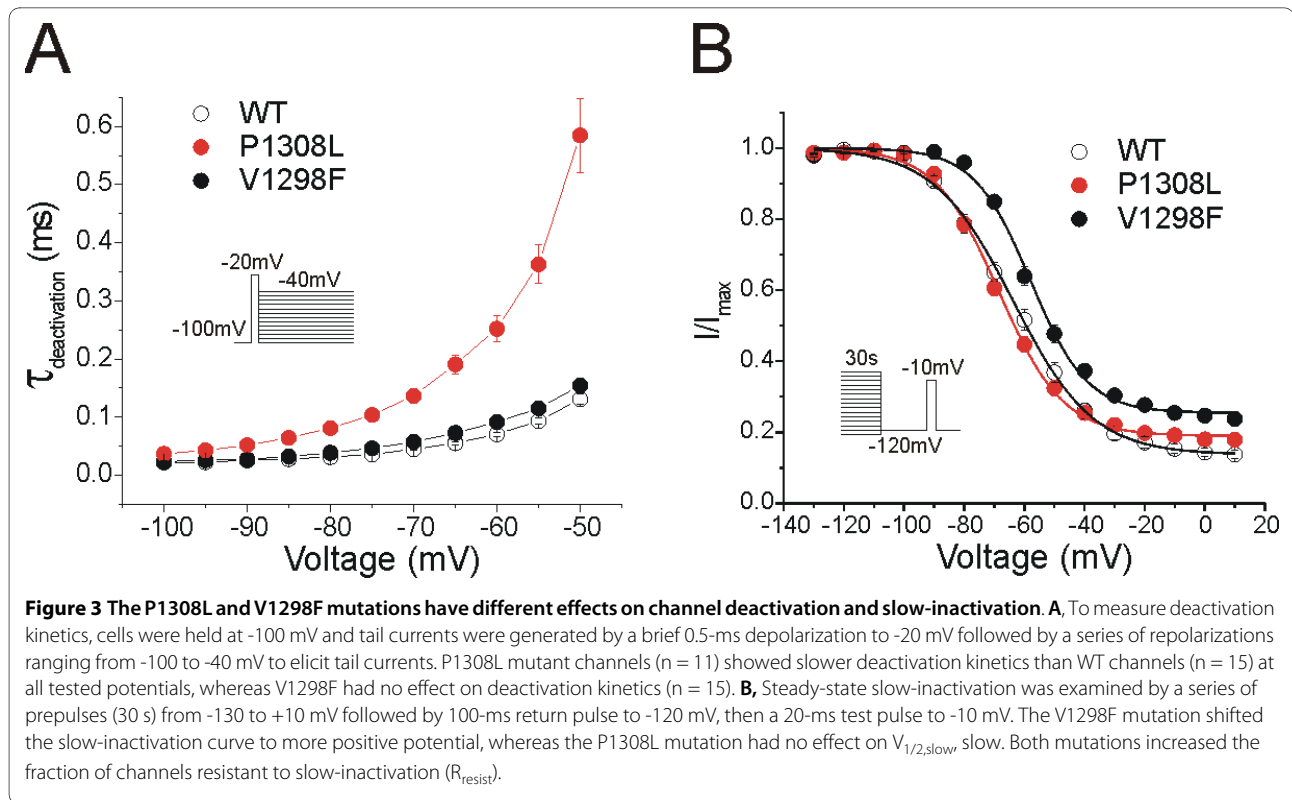 A
WT
P1308L
V1298F
0.6
0.5
0.4
0.3
0.2
0.1
0.0
τdeactivation (ms)
-20mV
-40mV
-100mV
-100 -90 -80 -70 -60 -50
Voltage (mV)
B
WT
P1308L
V1298F
1.0
0.8
0.6
0.4
0.2
0.0
I/Imax
30s
-10mV
-120mV
-140 -120 -100 -80 -60 -40 -20 0 20
Voltage (mV)
Figure 3 The P1308L and V1298F mutations have different effects on channel deactivation and slow-inactivation. A, To measure deactivation
kinetics, cells were held at -100 mV and tail currents were generated by a brief 0.5-ms depolarization to -20 mV followed by a series of repolarizations
ranging from -100 to -40 mV to elicit tail currents. P1308L mutant channels (n = 11) showed slower deactivation kinetics than WT channels (n = 15) at
all tested potentials, whereas V1298F had no effect on deactivation kinetics (n = 15). B, Steady-state slow-inactivation was examined by a series of
prepulses (30 s) from -130 to +10 mV followed by 100-ms return pulse to -120 mV, then a 20-ms test pulse to -10 mV. The V1298F mutation shifted
the slow-inactivation curve to more positive potential, whereas the P1308L mutation had no effect on V1/2,slow, slow. Both mutations increased the
fraction of channels resistant to slow-inactivation (Rresist).